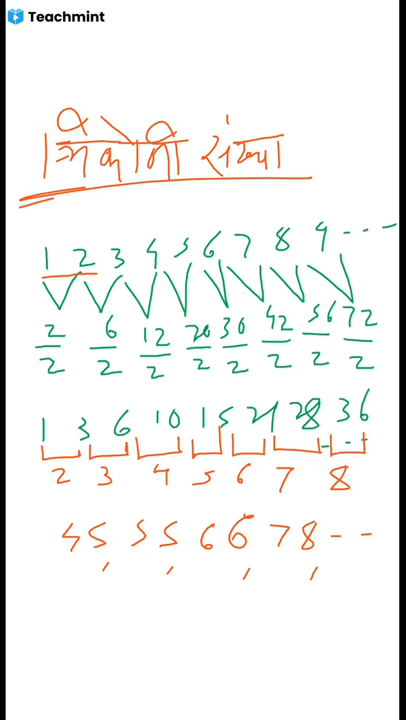 Teachmint
त्रिकोणी संख्या
1 2 3 4 5 6 7 8 9 ---
2/2 6/2 12/2 20/2 30/2 42/2 56/2 72/2
1 3 6 10 15 21 28 36 ---
2 3 4 5 6 7 8
45, 55, 66, 78, --